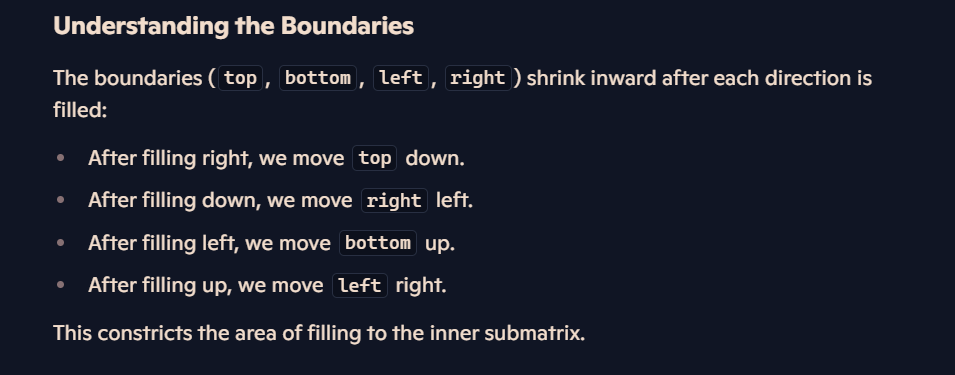 Understanding the Boundaries
The boundaries ( top , bottom , left , right ) shrink inward after each direction is
filled:
• After filling right, we move top down.
• After filling down, we move right left.
• After filling left, we move bottom up.
• After filling up, we move left right.
This constricts the area of filling to the inner submatrix.